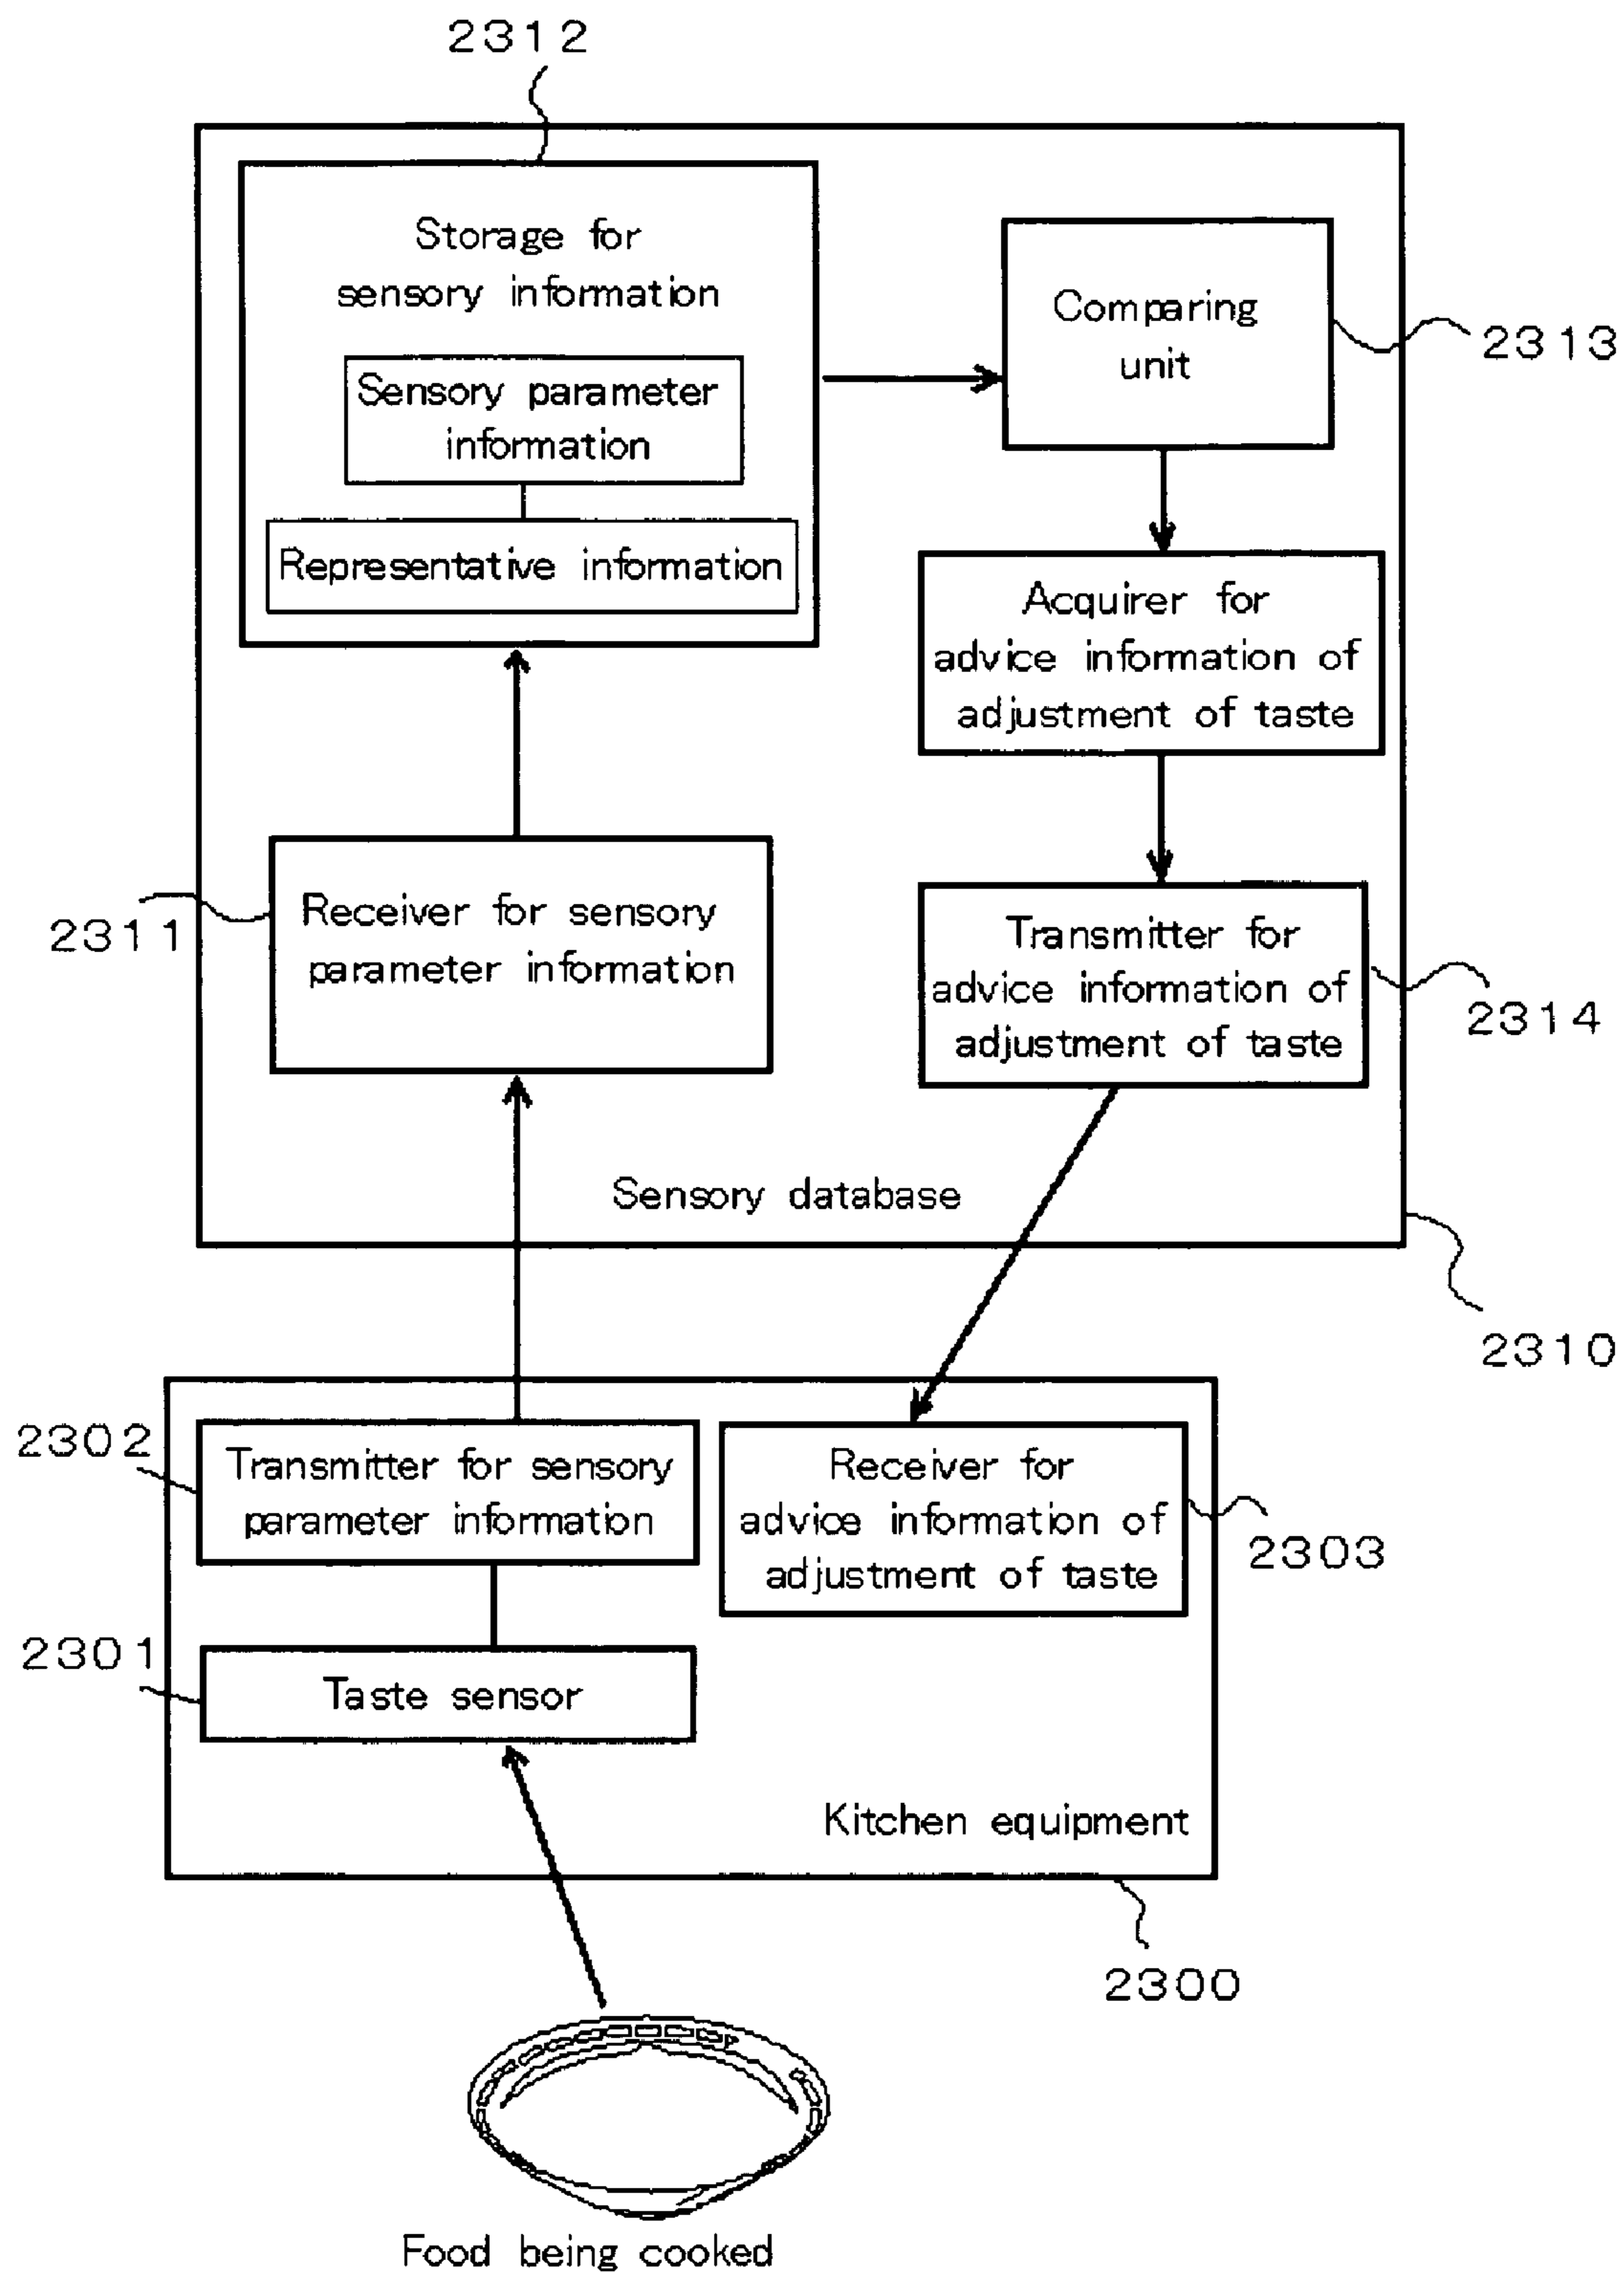 2312
Storage for
sensory information
Sensory parameter
information
Representative information
Comparing
unit
2313
Acquirer for
advice information of
adjustment of taste
2311
Receiver for sensory
parameter information
Transmitter for
advice information of
adjustment of taste
2314
Sensory database
2310
2302
Transmitter for sensory
parameter information
Receiver for
advice information of
adjustment of taste
2303
2301
Taste sensor
Kitchen equipment
2300
Food being cooked